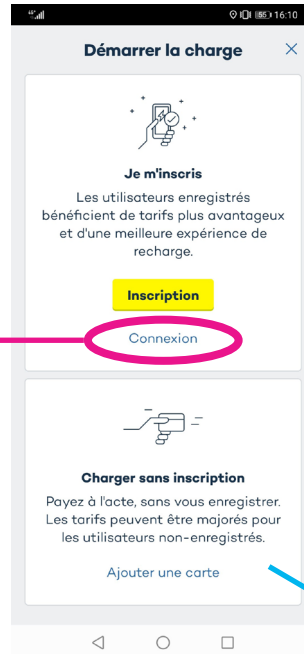 55 16:10
Démarrer la charge
Je m'inscris
Les utilisateurs enregistrés
bénéficient de tarifs plus avantageux
et d'une meilleure expérience de
recharge.
Inscription
Connexion
Charger sans inscription
Payez à l'acte, sans vous enregistrer.
Les tarifs peuvent être majorés pour
les utilisateurs non-enregistrés.
Ajouter une carte